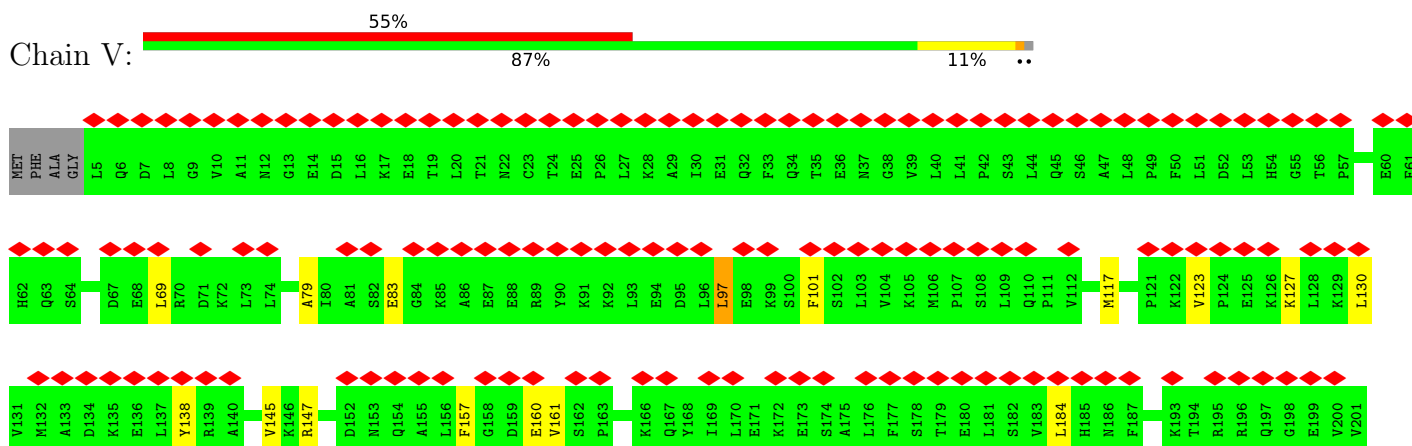 55%
Chain V:
87% 11% ••
MET PHE ALA GLY L5 Q6 D7 L8 G9 V10 A11 N12 G13 E14 D15 L16 K17 E18 T19 L20 T21 N22 C23 T24 E25 P26 L27 K28 A29 I30 E31 Q32 F33 Q34 T35 E36 N37 G38 V39 L40 L41 P42 S43 L44 Q45 S46 A47 L48 P49 F50 L51 D52 L53 H54 G55 T56 P57 E60 F61
H62 Q63 S64 D67 E68 L69 R70 D71 K72 L73 L74 A79 I80 A81 S82 E83 G84 K85 A86 E87 E88 R89 Y90 K91 K92 L93 E94 D95 L96 L97 E98 K99 S100 F101 S102 L103 V104 K105 M106 P107 S108 L109 Q110 P111 V112 M117 P121 K122 V123 P124 E125 K126 K127 L128 K129 L130
V131 M132 A133 D134 K135 E136 L137 Y138 R139 A140 V145 K146 R147 D152 N153 Q154 A155 L156 F157 G158 D159 E160 V161 S162 P163 K166 Q167 Y168 I169 L170 E171 K172 E173 S174 A175 L176 F177 S178 T179 E180 L181 S182 V183 L184 H185 N186 F187 K193 T194 R195 R196 Q197 G198 E199 V200 V201